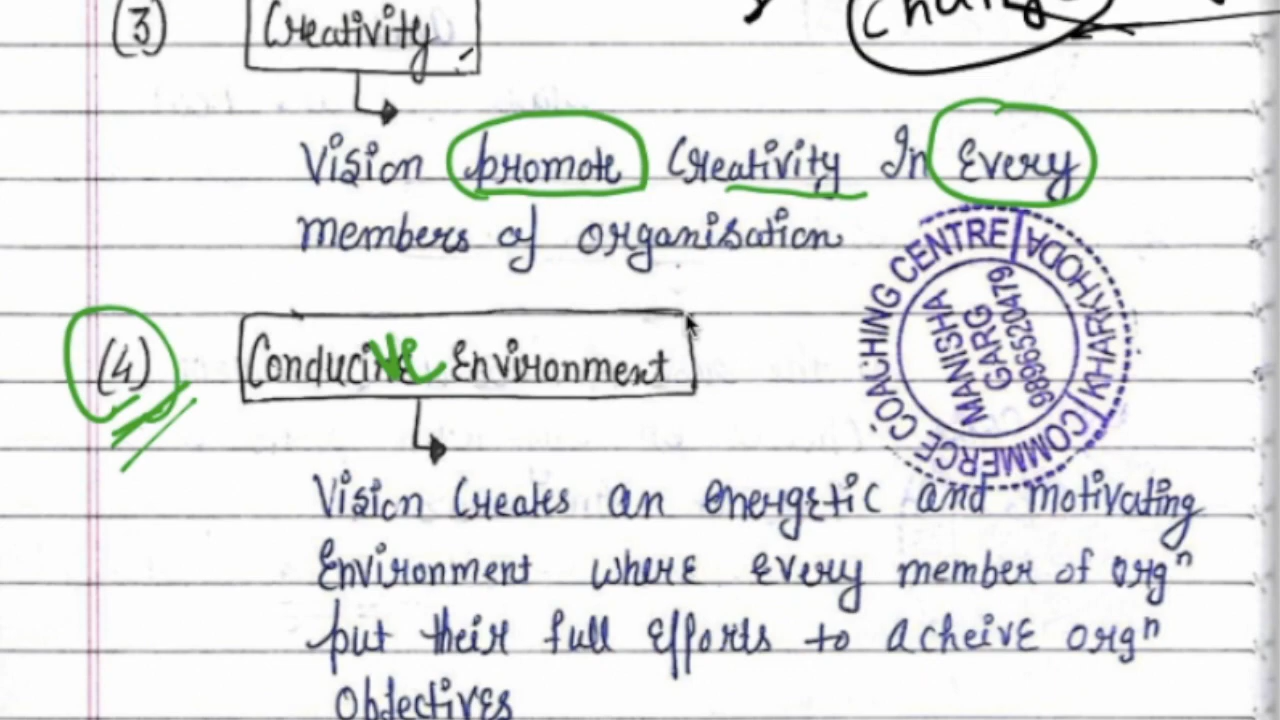 (3) Creativity
Vision promote Creativity In Every
members of organisation
COMMERCE COACHING CENTRE | KHARKHODA
MANISHA
GARG
9896520479
(4) Conducive Environment
Vision Creates an energetic and motivating
Environment where every member of orgⁿ
put their full efforts to acheive orgⁿ
Objectives